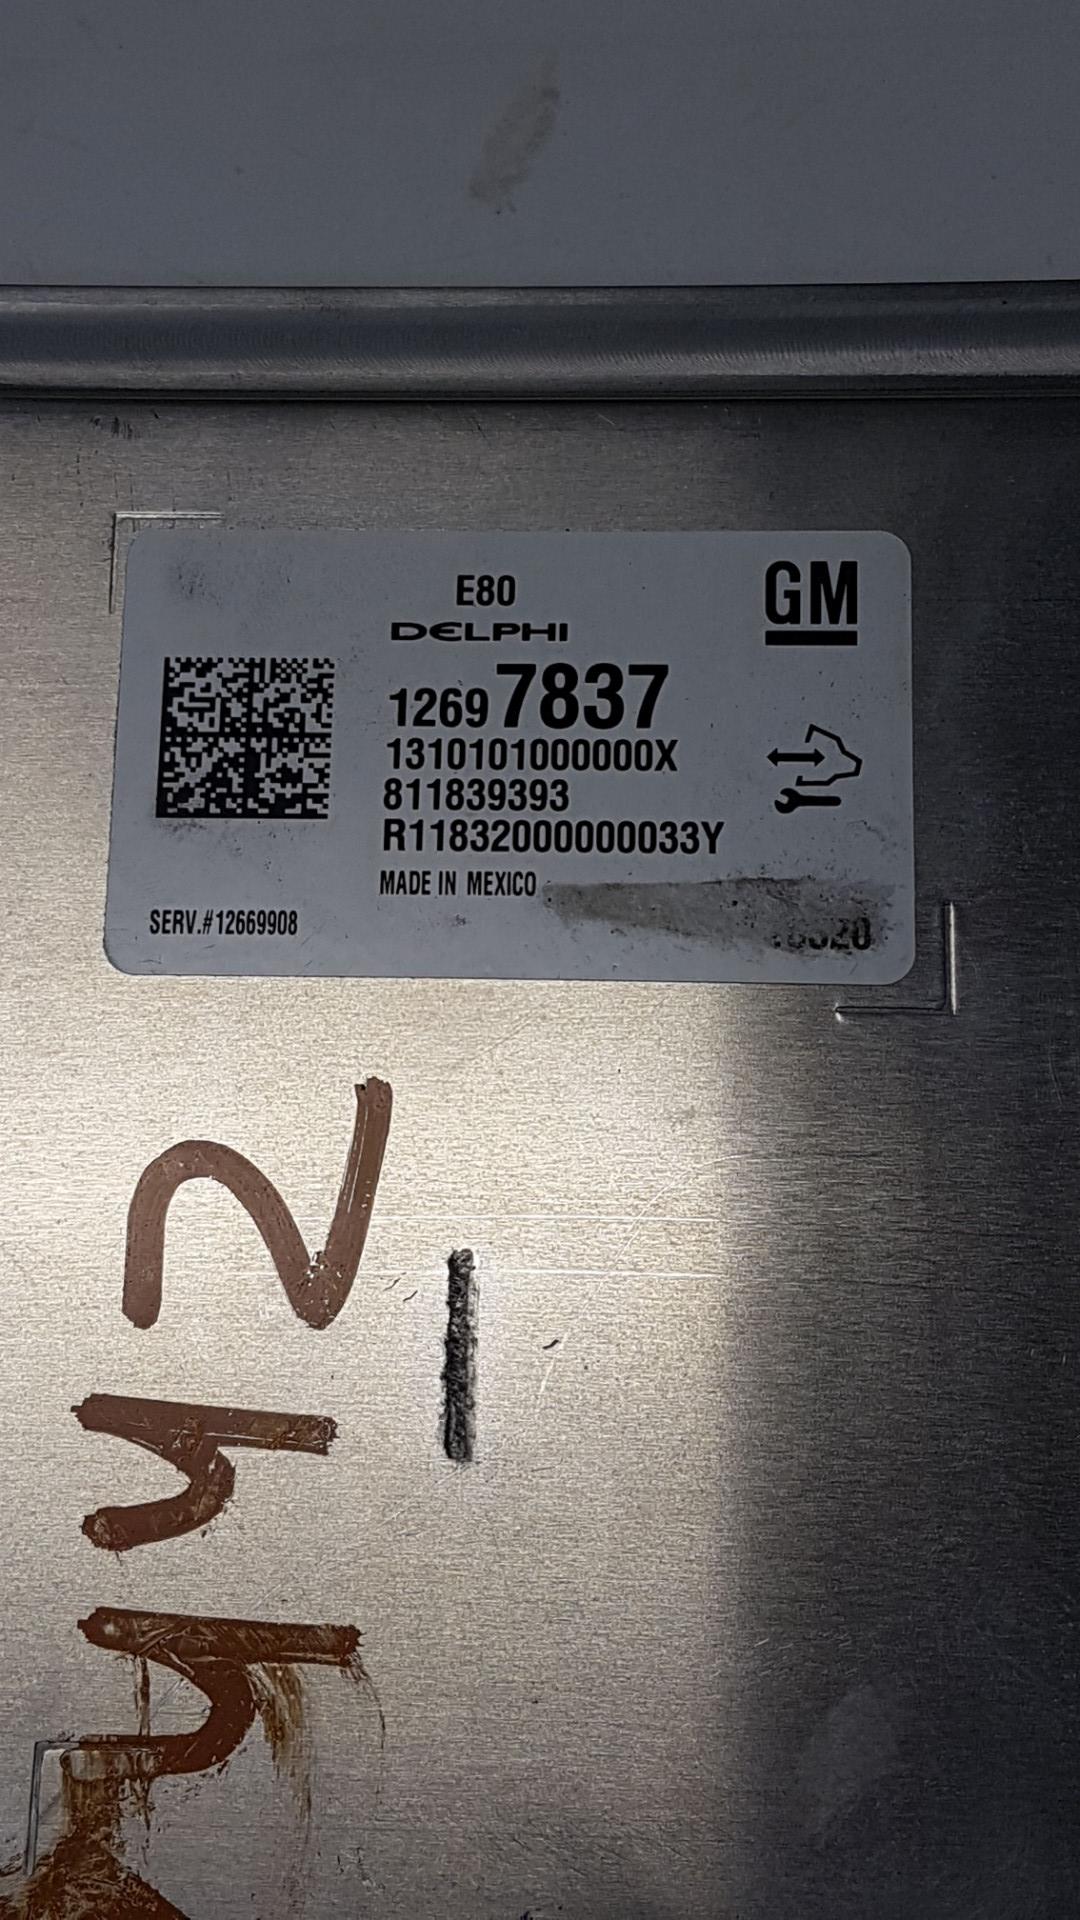 E80
GM
DELPHI
12697837
1310101000000X
811839393
R11832000000033Y
MADE IN MEXICO
SERV.#12669908